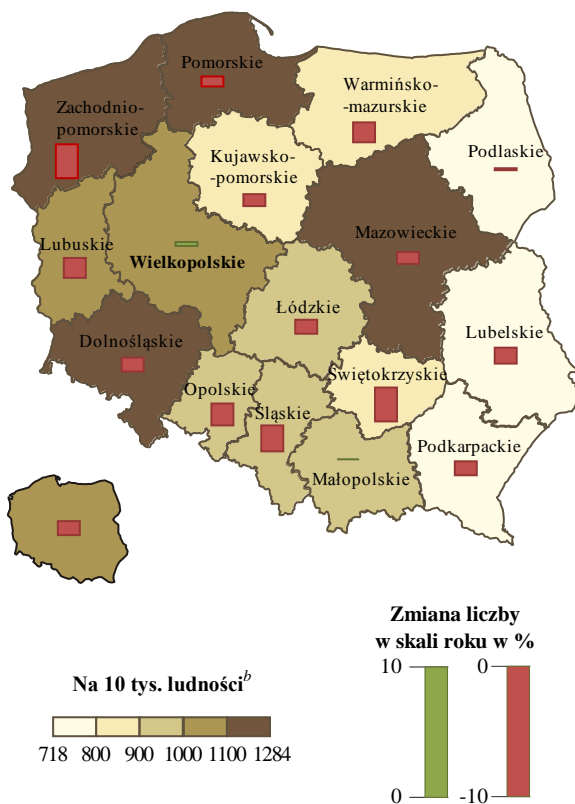 Pomorskie
Zachodnio-
pomorskie
Warmińsko-
-mazurskie
Kujawsko-
-pomorskie
Podlaskie
Lubuskie
Wielkopolskie
Mazowieckie
Łódzkie
Dolnośląskie
Lubelskie
Opolskie
Śląskie
Świętokrzyskie
Małopolskie
Podkarpackie
Zmiana liczby
w skali roku w %
10 0
0 -10
Na 10 tys. ludnościb
718 800 900 1000 1100 1284